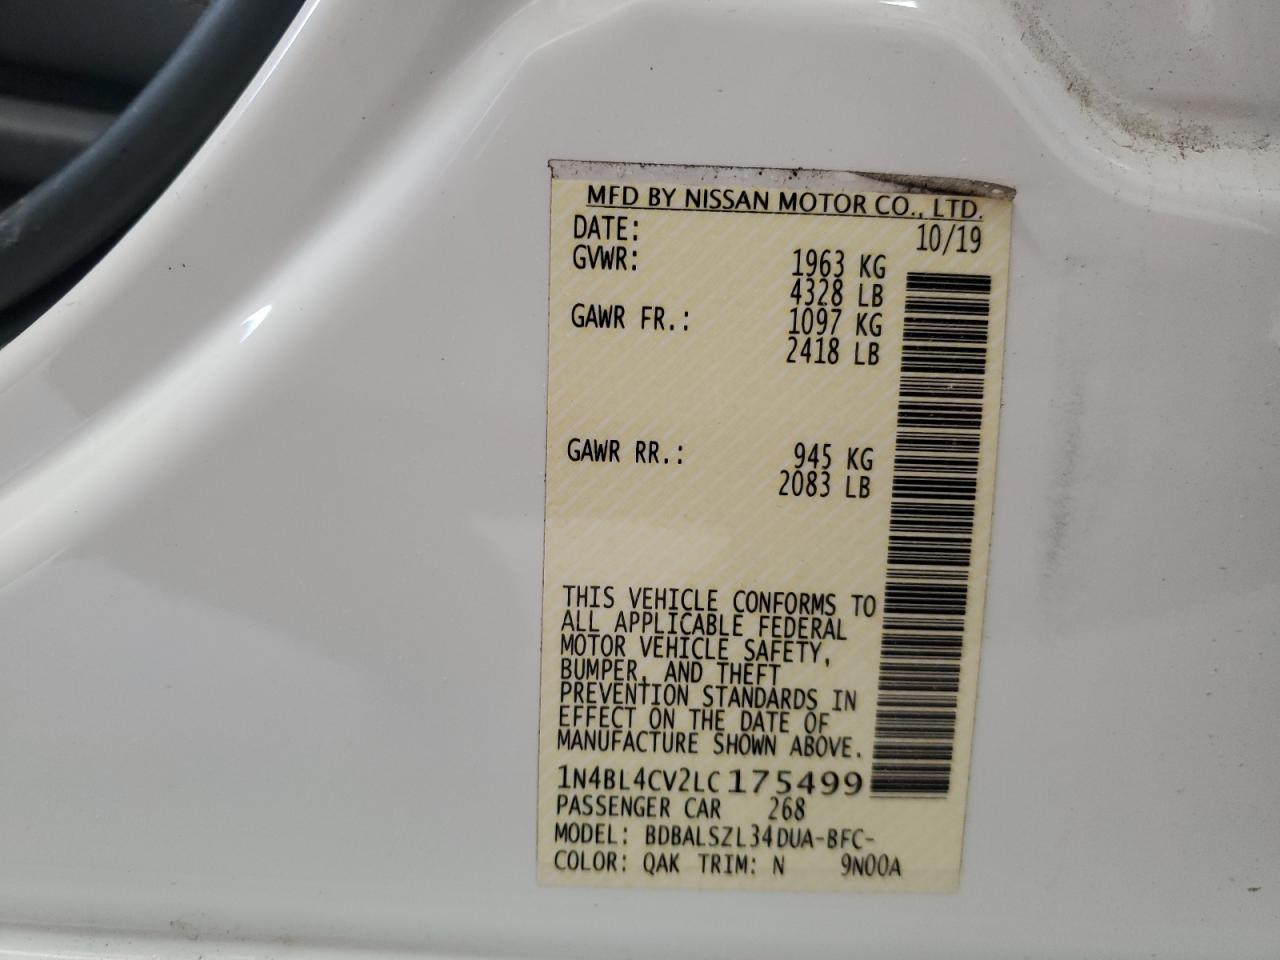 MFD BY NISSAN MOTOR CO., LTD.
DATE: 10/19
GVWR: 1963 KG
4328 LB
GAWR FR.: 1097 KG
2418 LB
GAWR RR.: 945 KG
2083 LB
THIS VEHICLE CONFORMS TO
ALL APPLICABLE FEDERAL
MOTOR VEHICLE SAFETY,
BUMPER, AND THEFT
PREVENTION STANDARDS IN
EFFECT ON THE DATE OF
MANUFACTURE SHOWN ABOVE.
1N4BL4CV2LC175499
PASSENGER CAR 268
MODEL: BDBALSZL34DUA-BFC-
COLOR: QAK TRIM: N 9N00A